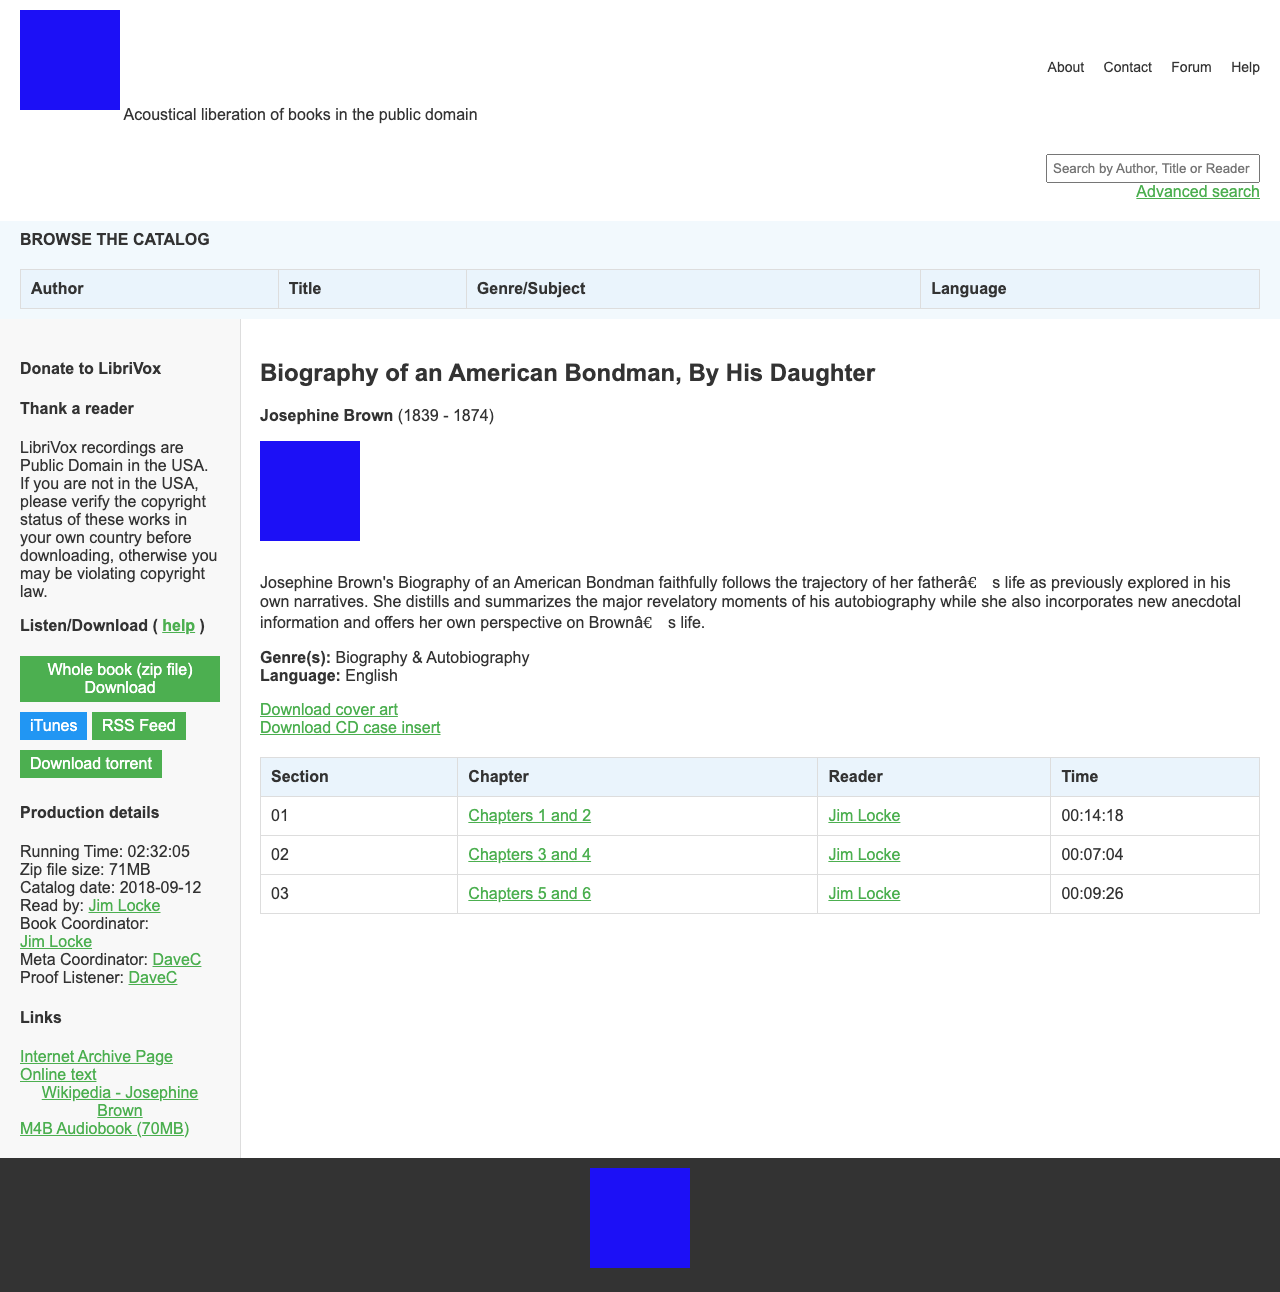 Acoustical liberation of books in the public domain
About Contact Forum Help
Search by Author, Title or Reader
Advanced search
BROWSE THE CATALOG
Author Title Genre/Subject Language
Donate to LibriVox
Thank a reader
LibriVox recordings are
Public Domain in the USA.
If you are not in the USA,
please verify the copyright
status of these works in
your own country before
downloading, otherwise you
may be violating copyright
law.
Listen/Download ( help )
Whole book (zip file)
Download
iTunes RSS Feed
Download torrent
Production details
Running Time: 02:32:05
Zip file size: 71MB
Catalog date: 2018-09-12
Read by: Jim Locke
Book Coordinator:
Jim Locke
Meta Coordinator: DaveC
Proof Listener: DaveC
Links
Internet Archive Page
Online text
Wikipedia - Josephine
Brown
M4B Audiobook (70MB)
Biography of an American Bondman, By His Daughter
Josephine Brown (1839 - 1874)
Josephine Brown's Biography of an American Bondman faithfully follows the trajectory of her fatherâ€ s life as previously explored in his
own narratives. She distills and summarizes the major revelatory moments of his autobiography while she also incorporates new anecdotal
information and offers her own perspective on Brownâ€ s life.
Genre(s): Biography & Autobiography
Language: English
Download cover art
Download CD case insert
Section Chapter Reader Time
01 Chapters 1 and 2 Jim Locke 00:14:18
02 Chapters 3 and 4 Jim Locke 00:07:04
03 Chapters 5 and 6 Jim Locke 00:09:26